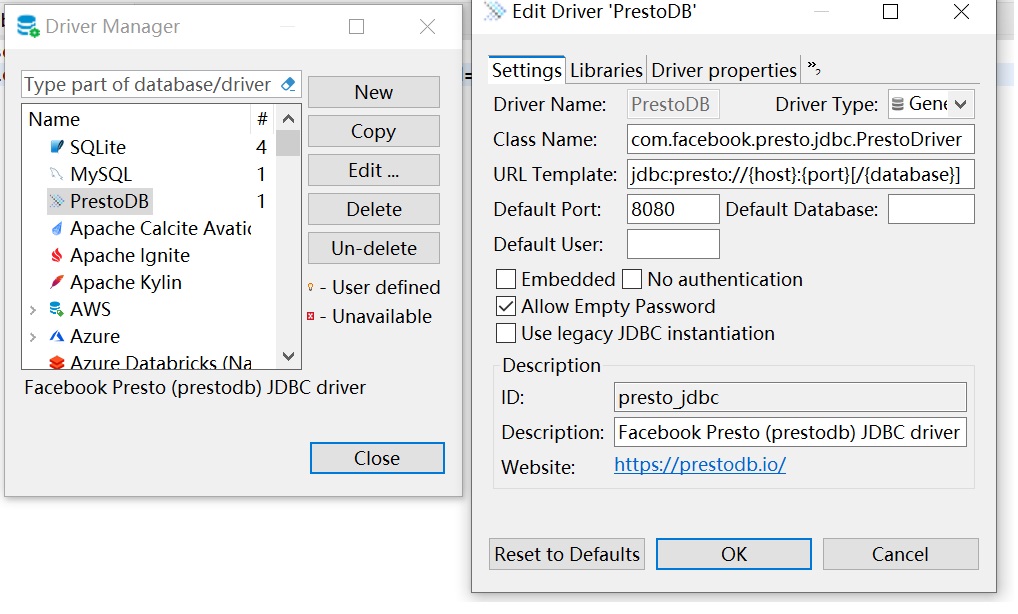 Driver Manager
Type part of database/driver
Name #
SQLite 4
MySQL 1
PrestoDB 1
Apache Calcite Avatic
Apache Ignite
Apache Kylin
AWS
Azure
Azure Databricks (Na
New
Copy
Edit ...
Delete
Un-delete
- User defined
- Unavailable
Facebook Presto (prestodb) JDBC driver
Close
Edit Driver 'PrestoDB'
Settings Libraries Driver properties »
Driver Name: PrestoDB Driver Type: Gene
Class Name: com.facebook.presto.jdbc.PrestoDriver
URL Template: jdbc:presto://{host}:{port}[/{database}]
Default Port: 8080 Default Database:
Default User:
Embedded No authentication
Allow Empty Password
Use legacy JDBC instantiation
Description
ID: presto_jdbc
Description: Facebook Presto (prestodb) JDBC driver
Website: https://prestodb.io/
Reset to Defaults OK Cancel